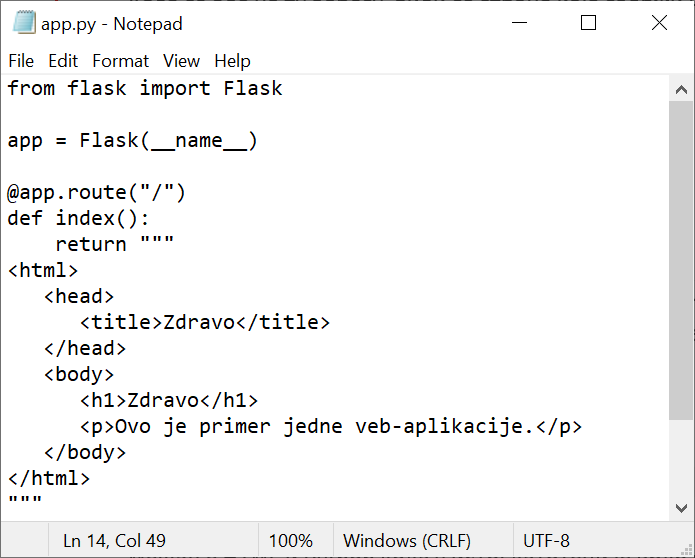 app.py - Notepad
File Edit Format View Help
from flask import Flask

app = Flask(__name__)

@app.route("/")
def index():
    return """
<html>
   <head>
      <title>Zdravo</title>
   </head>
   <body>
      <h1>Zdravo</h1>
      <p>Ovo je primer jedne veb-aplikacije.</p>
   </body>
</html>
"""
Ln 14, Col 49 100% Windows (CRLF) UTF-8